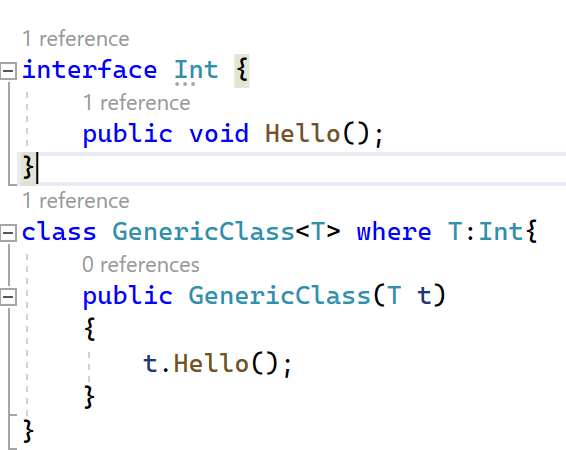 1 reference
interface Int {
1 reference
public void Hello();
}
1 reference
class GenericClass<T> where T:Int{
0 references
public GenericClass(T t)
{
t.Hello();
}
}